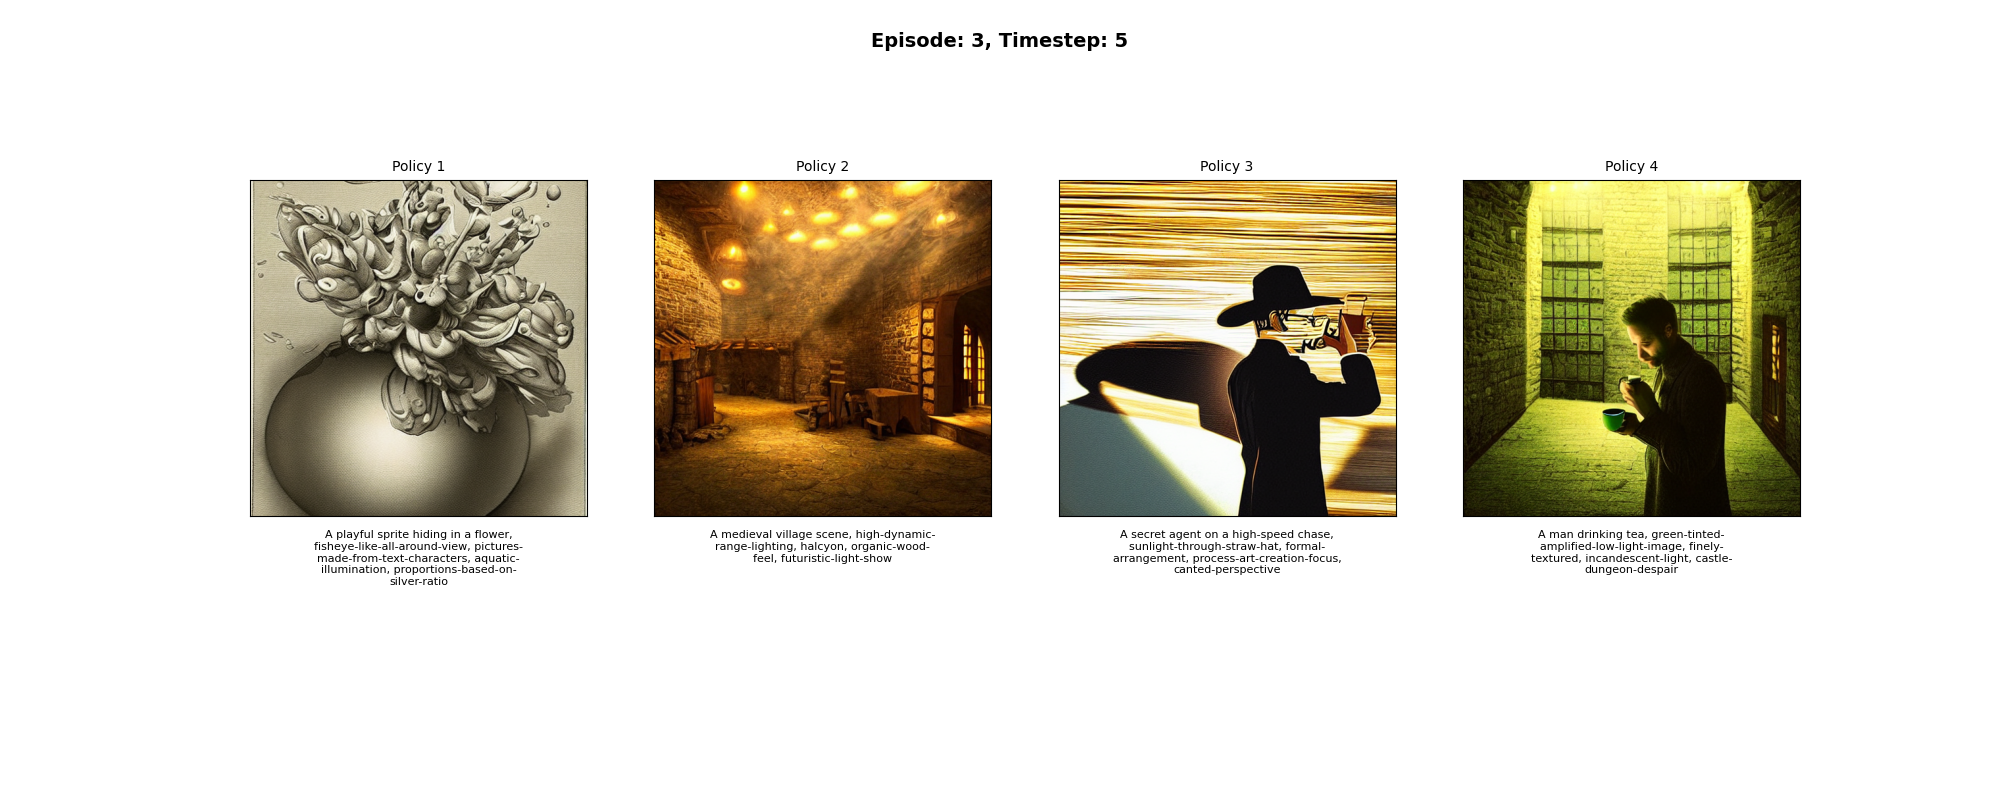 Episode: 3, Timestep: 5
Policy 1
A playful sprite hiding in a flower,
fisheye-like-all-around-view, pictures-
made-from-text-characters, aquatic-
illumination, proportions-based-on-
silver-ratio
Policy 2
A medieval village scene, high-dynamic-
range-lighting, halcyon, organic-wood-
feel, futuristic-light-show
Policy 3
A secret agent on a high-speed chase,
sunlight-through-straw-hat, formal-
arrangement, process-art-creation-focus,
canted-perspective
Policy 4
A man drinking tea, green-tinted-
amplified-low-light-image, finely-
textured, incandescent-light, castle-
dungeon-despair